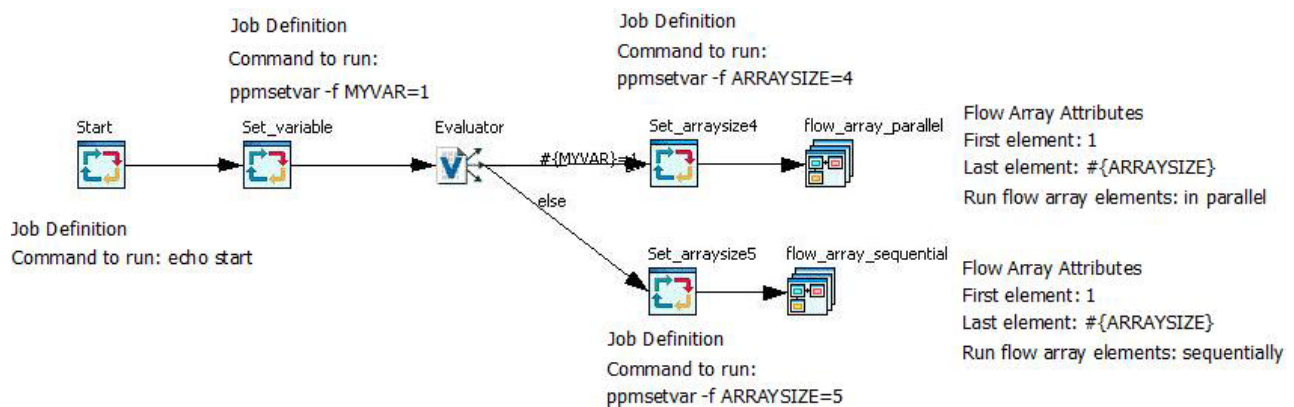 Job Definition
Command to run:
ppmsetvar -f MYVAR=1
Job Definition
Command to run:
ppmsetvar -f ARRAYSIZE=4
Start
Set_variable
Evaluator
Set_arraysize4
flow_array_parallel
#{MYVAR}==1
else
Flow Array Attributes
First element: 1
Last element: #{ARRAYSIZE}
Run flow array elements: in parallel
Job Definition
Command to run: echo start
Set_arraysize5
flow_array_sequential
Flow Array Attributes
First element: 1
Last element: #{ARRAYSIZE}
Run flow array elements: sequentially
Job Definition
Command to run:
ppmsetvar -f ARRAYSIZE=5